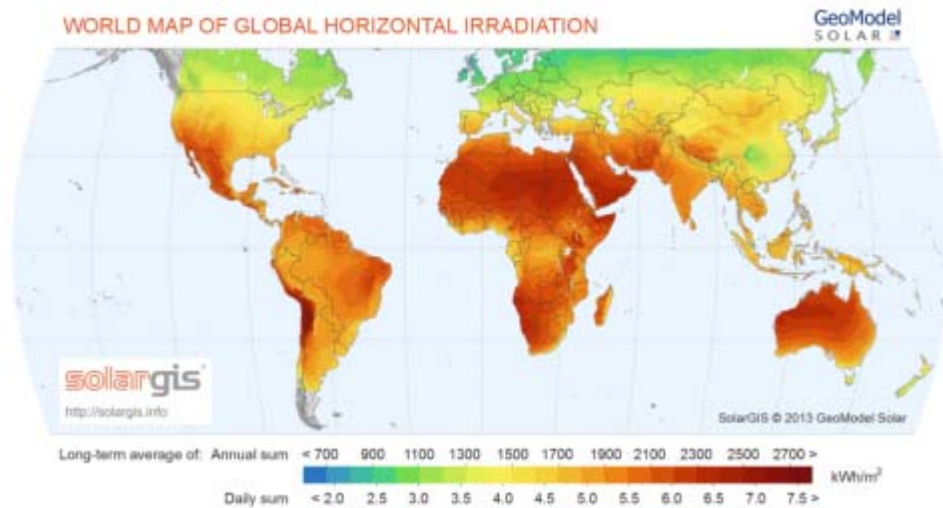 WORLD MAP OF GLOBAL HORIZONTAL IRRADIATION
GeoModel
SOLAR
solargis
http://solargis.info
SolarGIS © 2013 GeoModel Solar
Long-term average of: Annual sum < 700 900 1100 1300 1500 1700 1900 2100 2300 2500 2700 > kWh/m²
Daily sum < 2.0 2.5 3.0 3.5 4.0 4.5 5.0 5.5 6.0 6.5 7.0 7.5 >